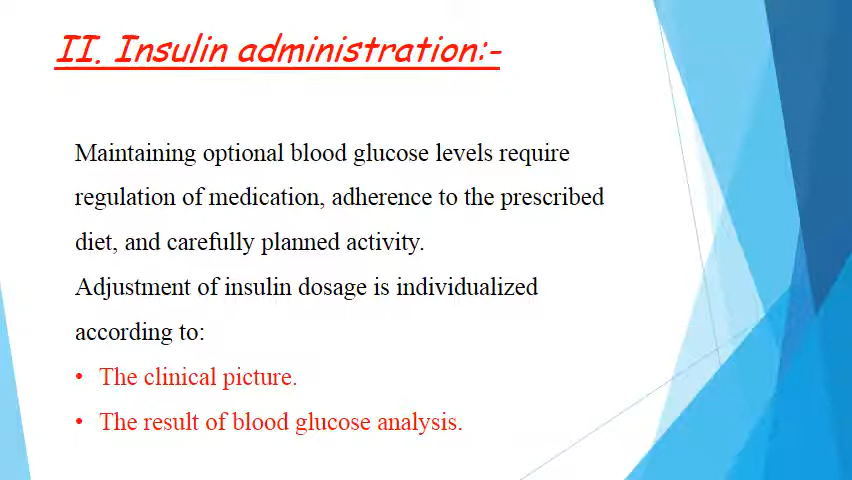 II. Insulin administration:-
Maintaining optional blood glucose levels require
regulation of medication, adherence to the prescribed
diet, and carefully planned activity.
Adjustment of insulin dosage is individualized
according to:
• The clinical picture.
• The result of blood glucose analysis.